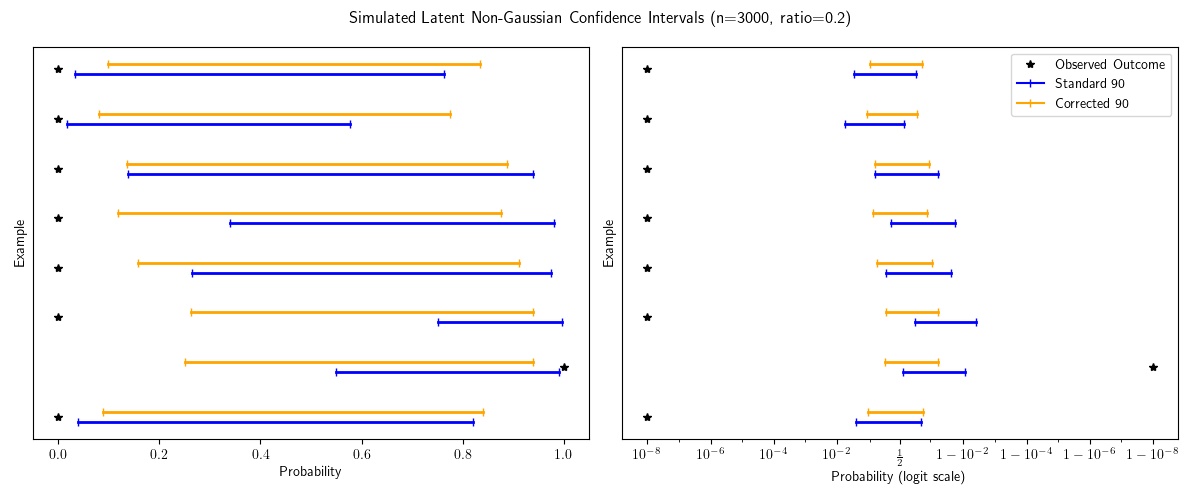 Simulated Latent Non-Gaussian Confidence Intervals (n=3000, ratio=0.2)
Example
0.0 0.2 0.4 0.6 0.8 1.0
Probability
Observed Outcome
Standard 90
Corrected 90
Example
10⁻⁸ 10⁻⁶ 10⁻⁴ 10⁻² 1/2 1 − 10⁻² 1 − 10⁻⁴ 1 − 10⁻⁶ 1 − 10⁻⁸
Probability (logit scale)